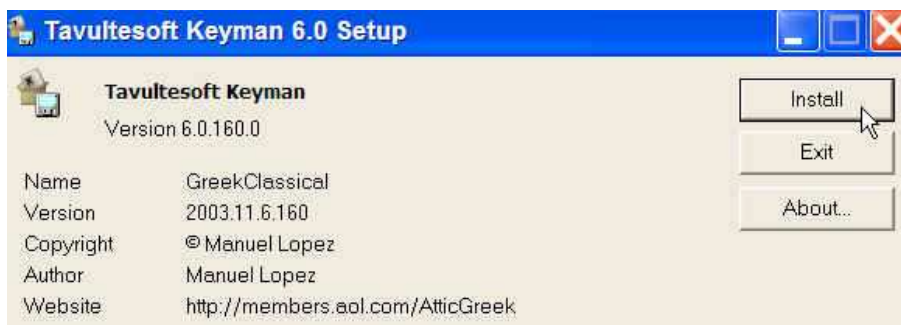 Tavultesoft Keyman 6.0 Setup
Tavultesoft Keyman
Version 6.0.160.0
Name GreekClassical
Version 2003.11.6.160
Copyright © Manuel Lopez
Author Manuel Lopez
Website http://members.aol.com/AtticGreek
Install
Exit
About...